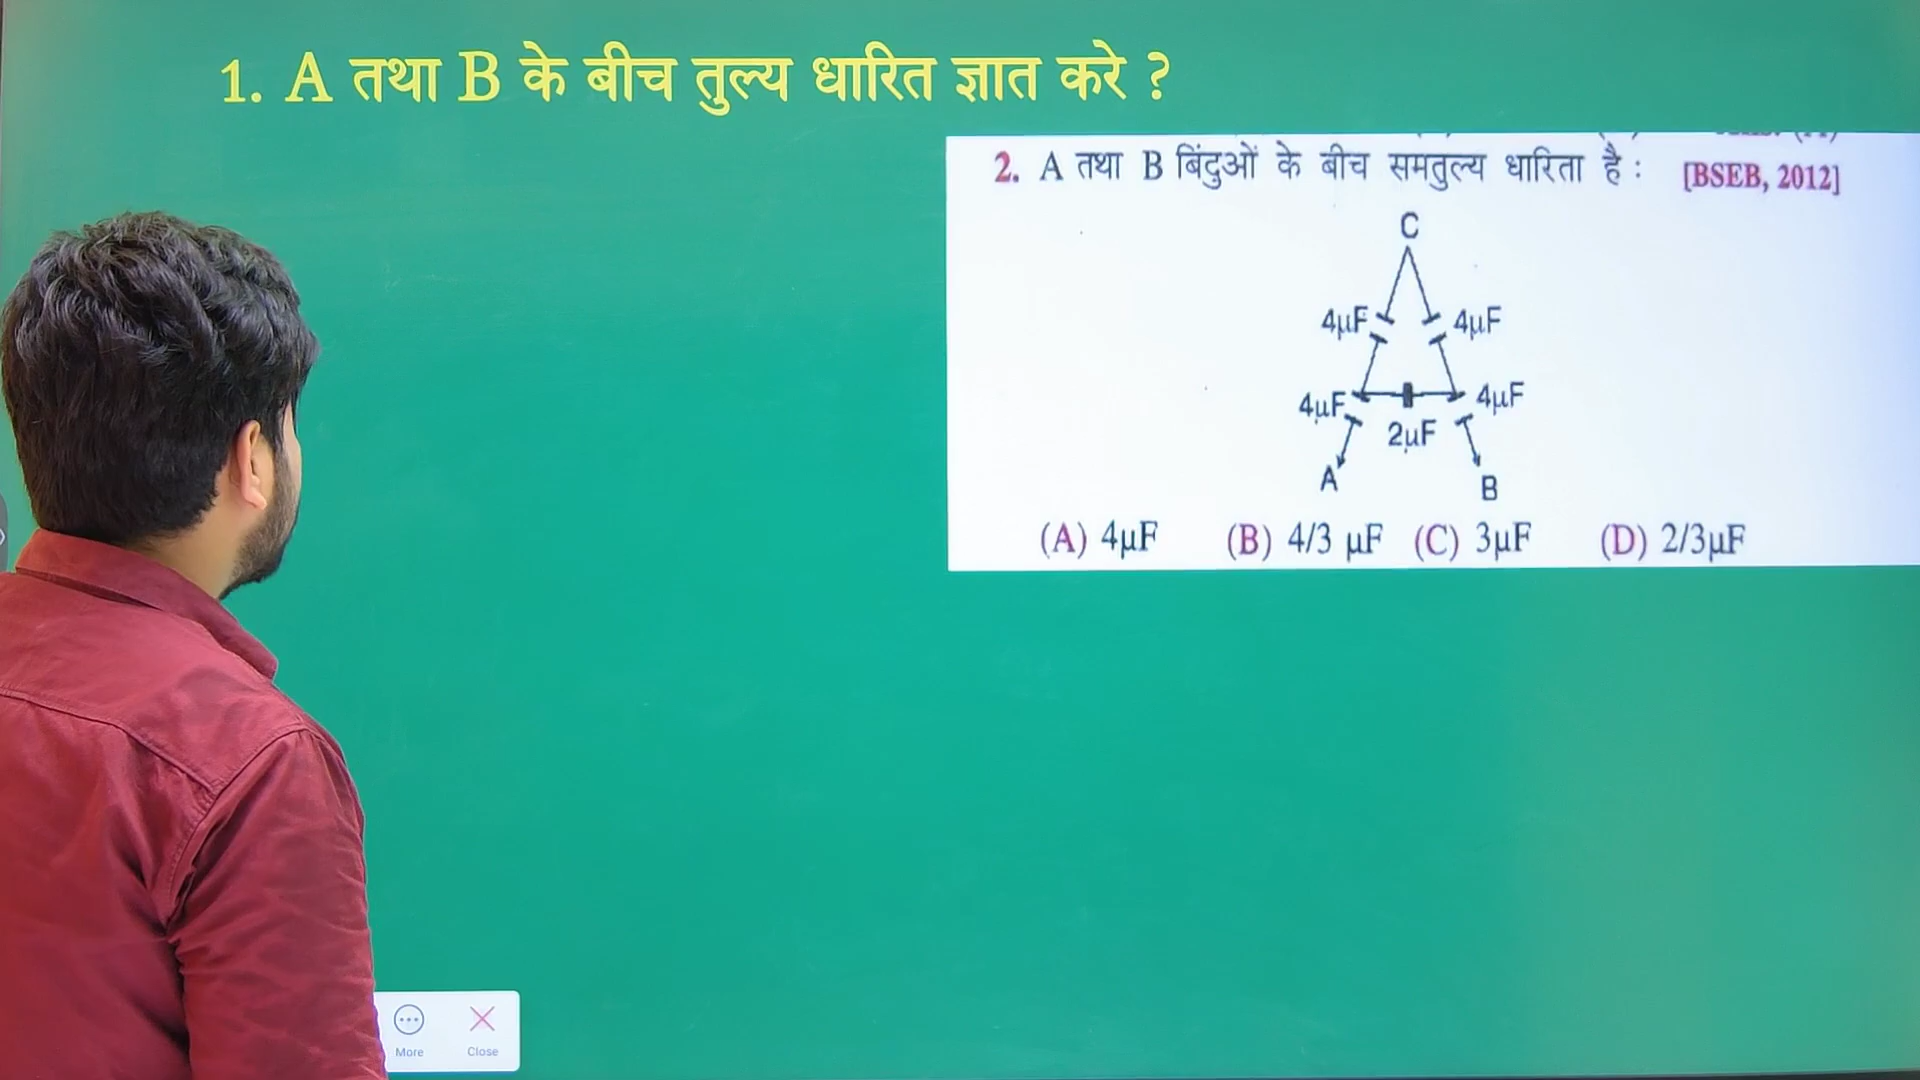 1. A तथा B के बीच तुल्य धारित ज्ञात करे ?
2. A तथा B बिंदुओं के बीच समतुल्य धारिता है : [BSEB, 2012]
C
4μF 4μF
4μF 4μF
2μF
A B
(A) 4μF (B) 4/3 μF (C) 3μF (D) 2/3μF
More Close